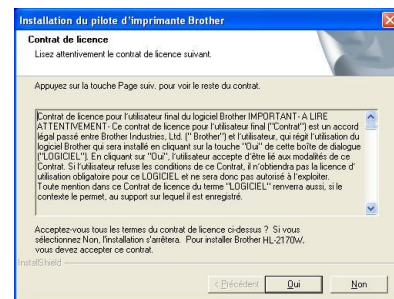 Installation du pilote d'imprimante Brother
Contrat de licence
Lisez attentivement le contrat de licence suivant.
Appuyez sur la touche Page suiv. pour voir le reste du contrat.
Contrat de licence pour l'utilisateur final du logiciel Brother IMPORTANT- A LIRE
ATTENTIVEMENT- Ce contrat de licence pour l'utilisateur final ("Contrat") est un accord
légal passé entre Brother Industries, Ltd. (" Brother") et l'utilisateur, qui régit l'utilisation du
logiciel Brother qui sera installé en cliquant sur la touche "Oui" de cette boîte de dialogue
("LOGICIEL"). En cliquant sur "Oui", l'utilisateur accepte d'être lié aux modalités de ce
Contrat. Si l'utilisateur refuse les conditions de ce Contrat, il n'obtiendra pas la licence d'
utilisation obligatoire pour ce LOGICIEL et ne sera donc pas autorisé à l'exploiter.
Toute mention dans ce Contrat de licence du terme "LOGICIEL" renverra aussi, si le
contexte le permet, au support sur lequel il est enregistré.
Acceptez-vous tous les termes du contrat de licence ci-dessus ? Si vous
sélectionnez Non, l'installation s'arrêtera. Pour installer Brother HL-2170W,
vous devez accepter ce contrat.
InstallShield
< Précédent Oui Non